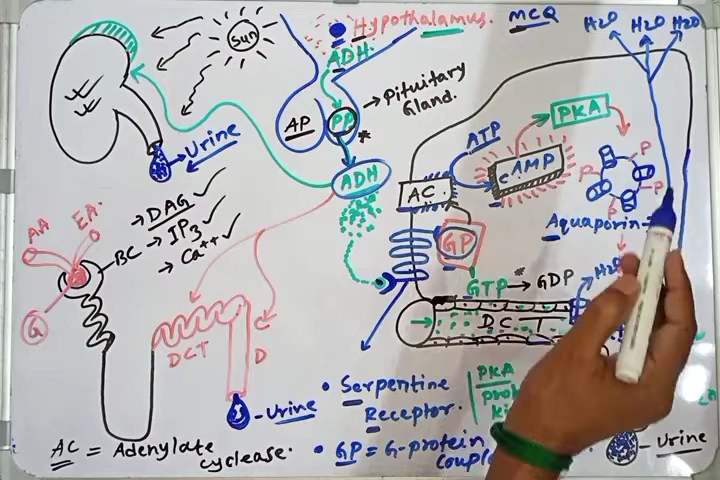 Hypothalamus. MCQ
H2O H2O H2O
ADH.
Sun
AP
PP
*
→ Pituitary
Gland.
Urine
ADH
→ DAG ✓
→ IP3 ✓
→ Ca++ ✓
AA
EA.
BC
G
DCT
D
Urine
AC
ATP
cAMP
PKA
P
P
P
P
Aquaporin
GP
*
GTP → GDP
H2O
DCT
• Serpentine
Receptor.
PKA
AC = Adenylate
cyclease.
• GP = G-protein
Urine